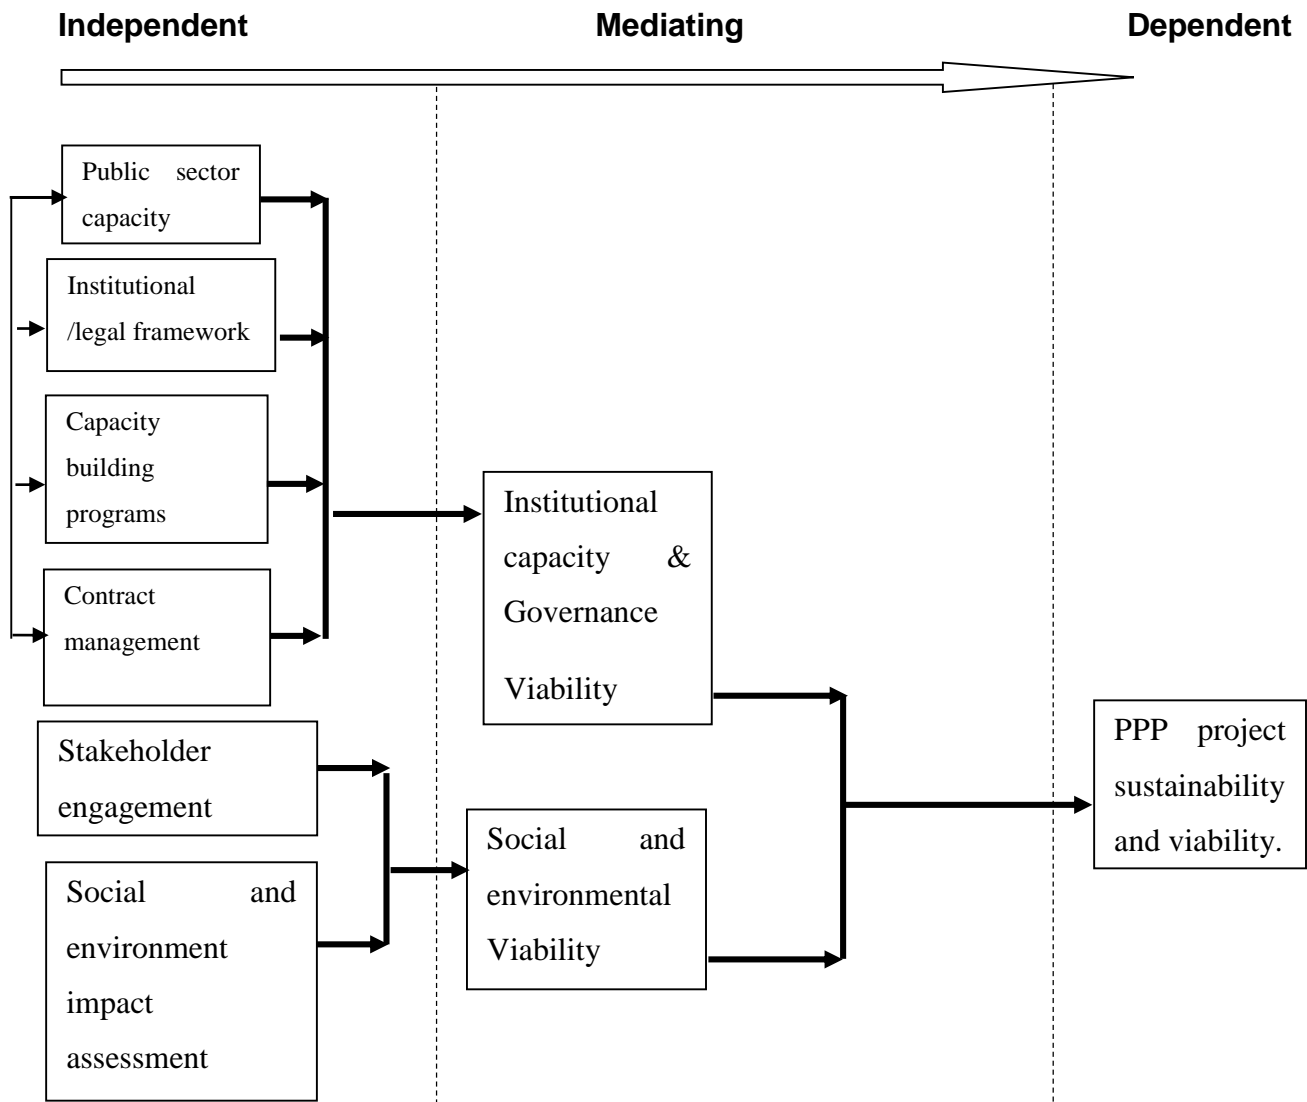 Independent
Mediating
Dependent
Public sector
capacity
Institutional
/legal framework
Capacity
building
programs
Contract
management
Stakeholder
engagement
Social and
environment
impact
assessment
Institutional
capacity &
Governance
Viability
Social and
environmental
Viability
PPP project
sustainability
and viability.